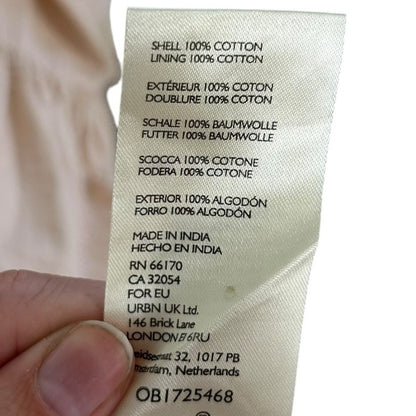 SHELL 100% COTTON
LINING 100% COTTON
EXTÉRIEUR 100% COTON
DOUBLURE 100% COTON
SCHALE 100% BAUMWOLLE
FUTTER 100% BAUMWOLLE
SCOCCA 100% COTONE
FODERA 100% COTONE
EXTERIOR 100% ALGODÓN
FORRO 100% ALGODÓN
MADE IN INDIA
HECHO EN INDIA
RN 66170
CA 32054
FOR EU
URBN UK Ltd.
146 Brick Lane
LONDON E1 6RU
32, 1017 PB
Netherlands
OB1725468